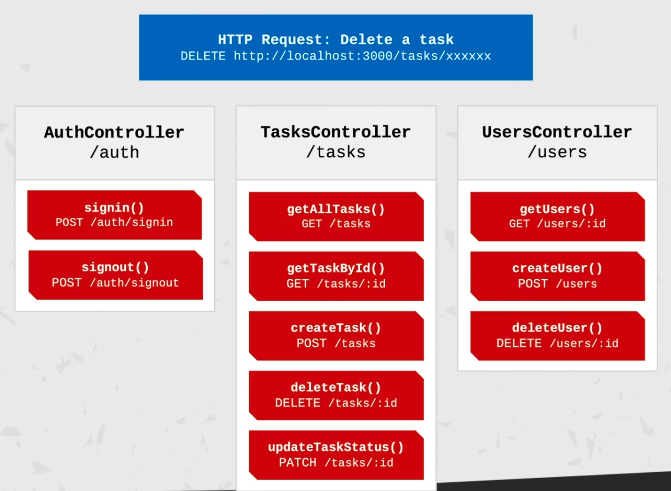 HTTP Request: Delete a task
DELETE http://localhost:3000/tasks/xxxxxx
AuthController
/auth
signin()
POST /auth/signin
signout()
POST /auth/signout
TasksController
/tasks
getAllTasks()
GET /tasks
getTaskById()
GET /tasks/:id
createTask()
POST /tasks
deleteTask()
DELETE /tasks/:id
updateTaskStatus()
PATCH /tasks/:id
UsersController
/users
getUsers()
GET /users/:id
createUser()
POST /users
deleteUser()
DELETE /users/:id